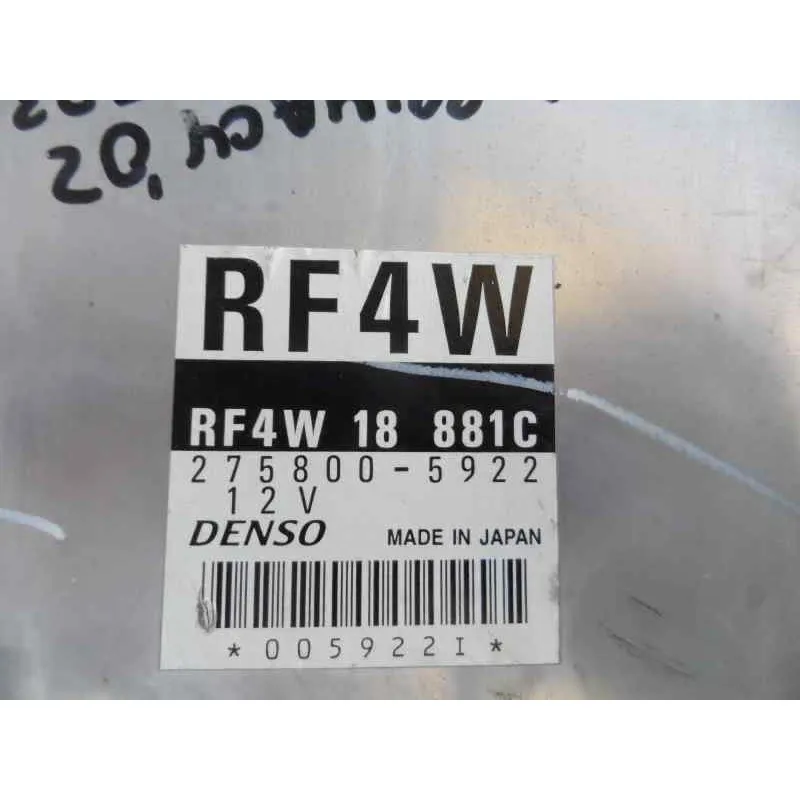 RF4W
RF4W 18 881C
275800-5922
12V
DENSO MADE IN JAPAN
*005922I*